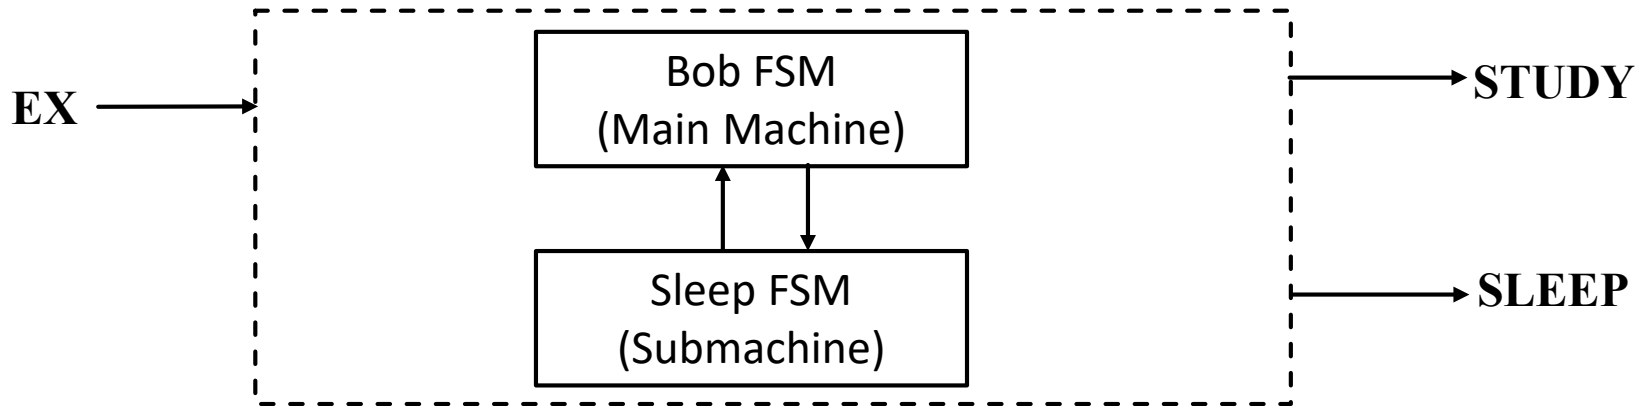 EX
Bob FSM
(Main Machine)
STUDY
Sleep FSM
(Submachine)
SLEEP